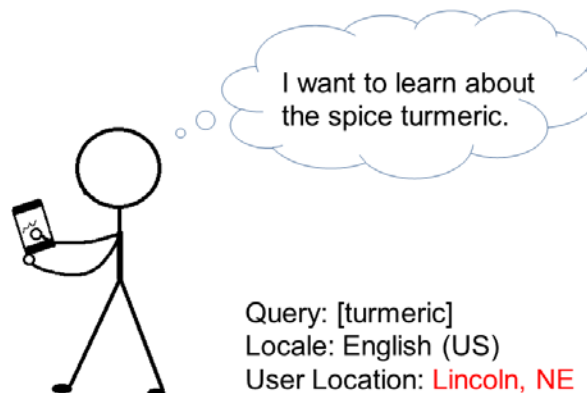 I want to learn about
the spice turmeric.
Query: [turmeric]
Locale: English (US)
User Location: Lincoln, NE